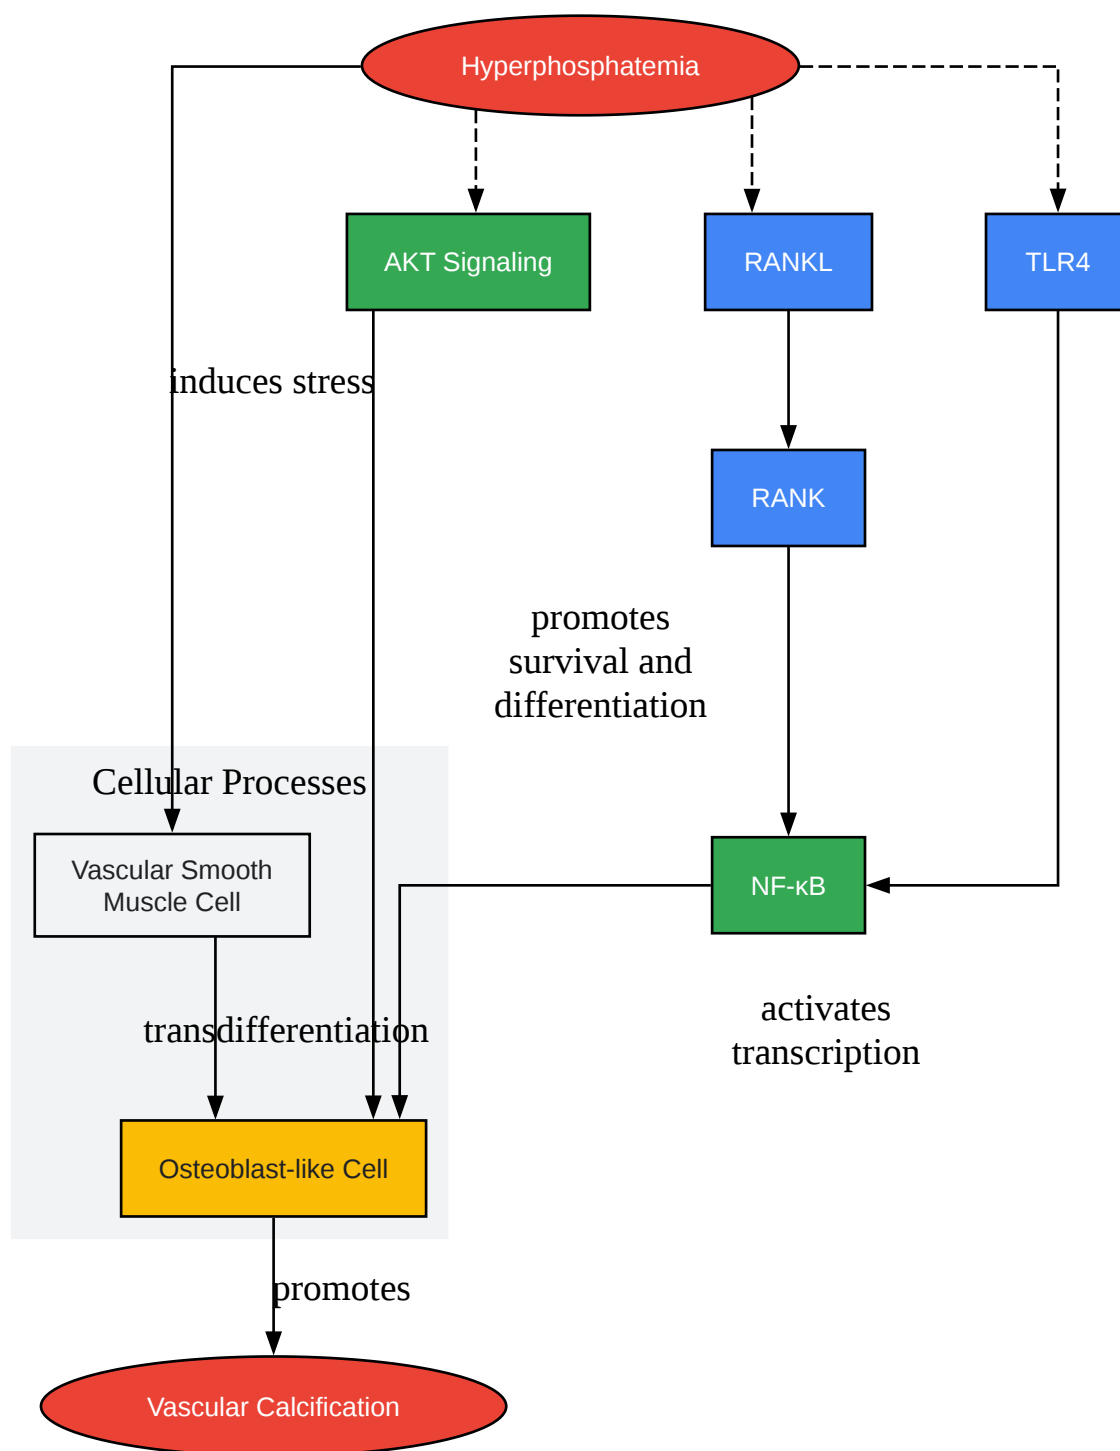 Hyperphosphatemia
AKT Signaling
RANKL
TLR4
induces stress
RANK
promotes
survival and
differentiation
Cellular Processes
Vascular Smooth
Muscle Cell
NF-κB
activates
transcription
transdifferentiation
Osteoblast-like Cell
promotes
Vascular Calcification